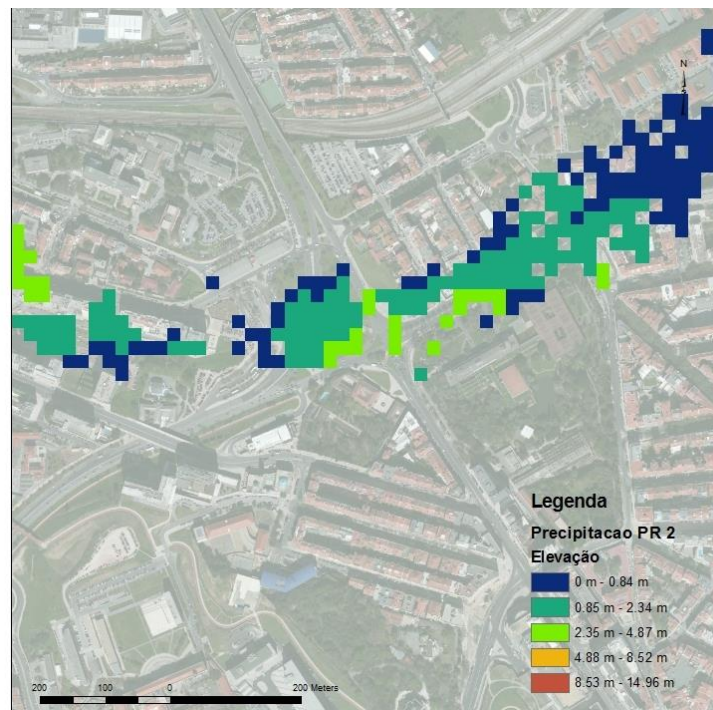 N
Legenda
Precipitacao PR 2
Elevação
0 m - 0.84 m
0.85 m - 2.34 m
2.35 m - 4.87 m
4.88 m - 8.52 m
8.53 m - 14.96 m
200 100 0 200 Meters